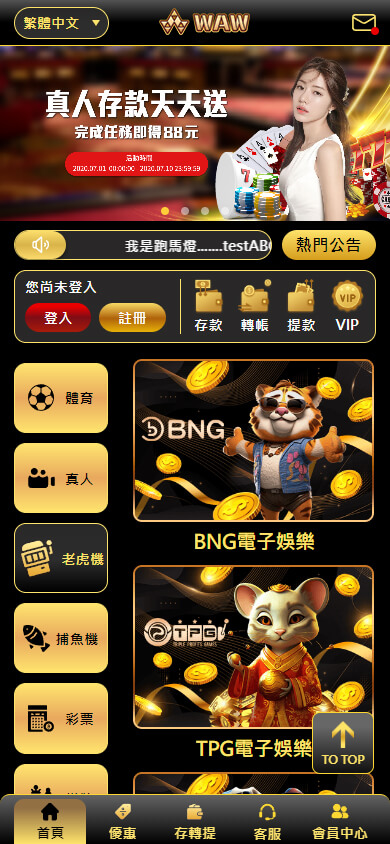 繁體中文
WAW
真人存款天天送
完成任務即得88元
活動時間
2020.07.01 00:00:00 2020.07.10 23:59:59
我是跑馬燈.......testAB
熱門公告
您尚未登入
登入
註冊
存款
轉帳
提款
VIP
VIP
體育
真人
老虎機
捕魚機
彩票
BNG
BNG電子娛樂
TPG
TRIPLE PROFITS GAMES
TPG電子娛樂
TO TOP
首頁
優惠
存轉提
客服
會員中心